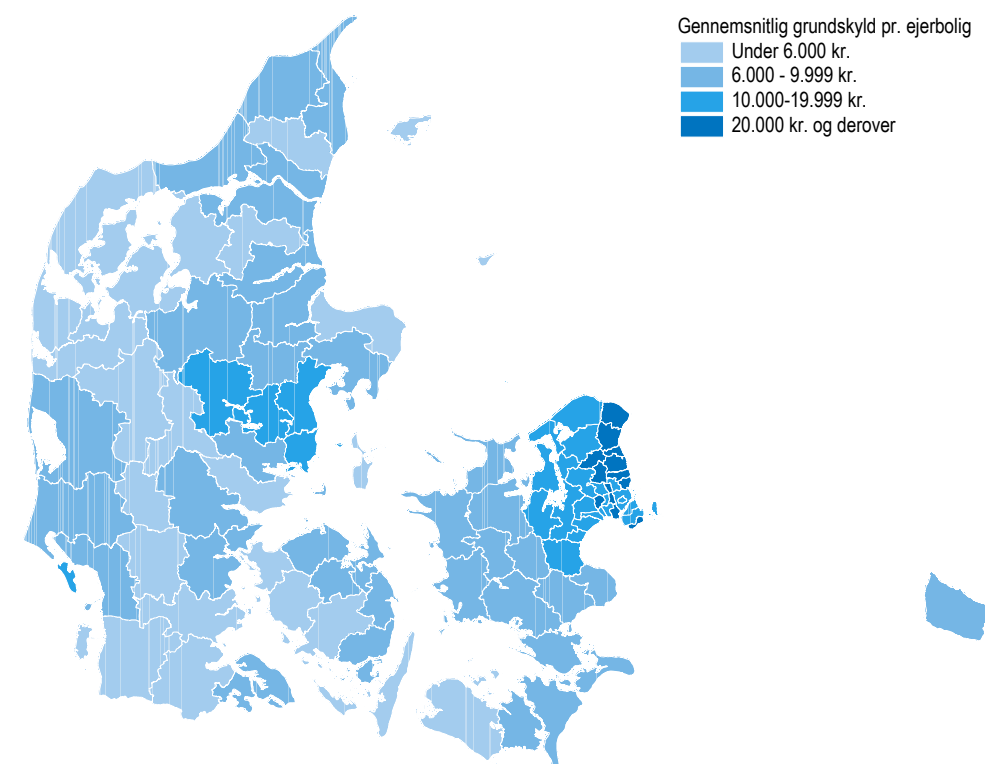 Gennemsnitlig grundskyld pr. ejerbolig
Under 6.000 kr.
6.000 - 9.999 kr.
10.000-19.999 kr.
20.000 kr. og derover